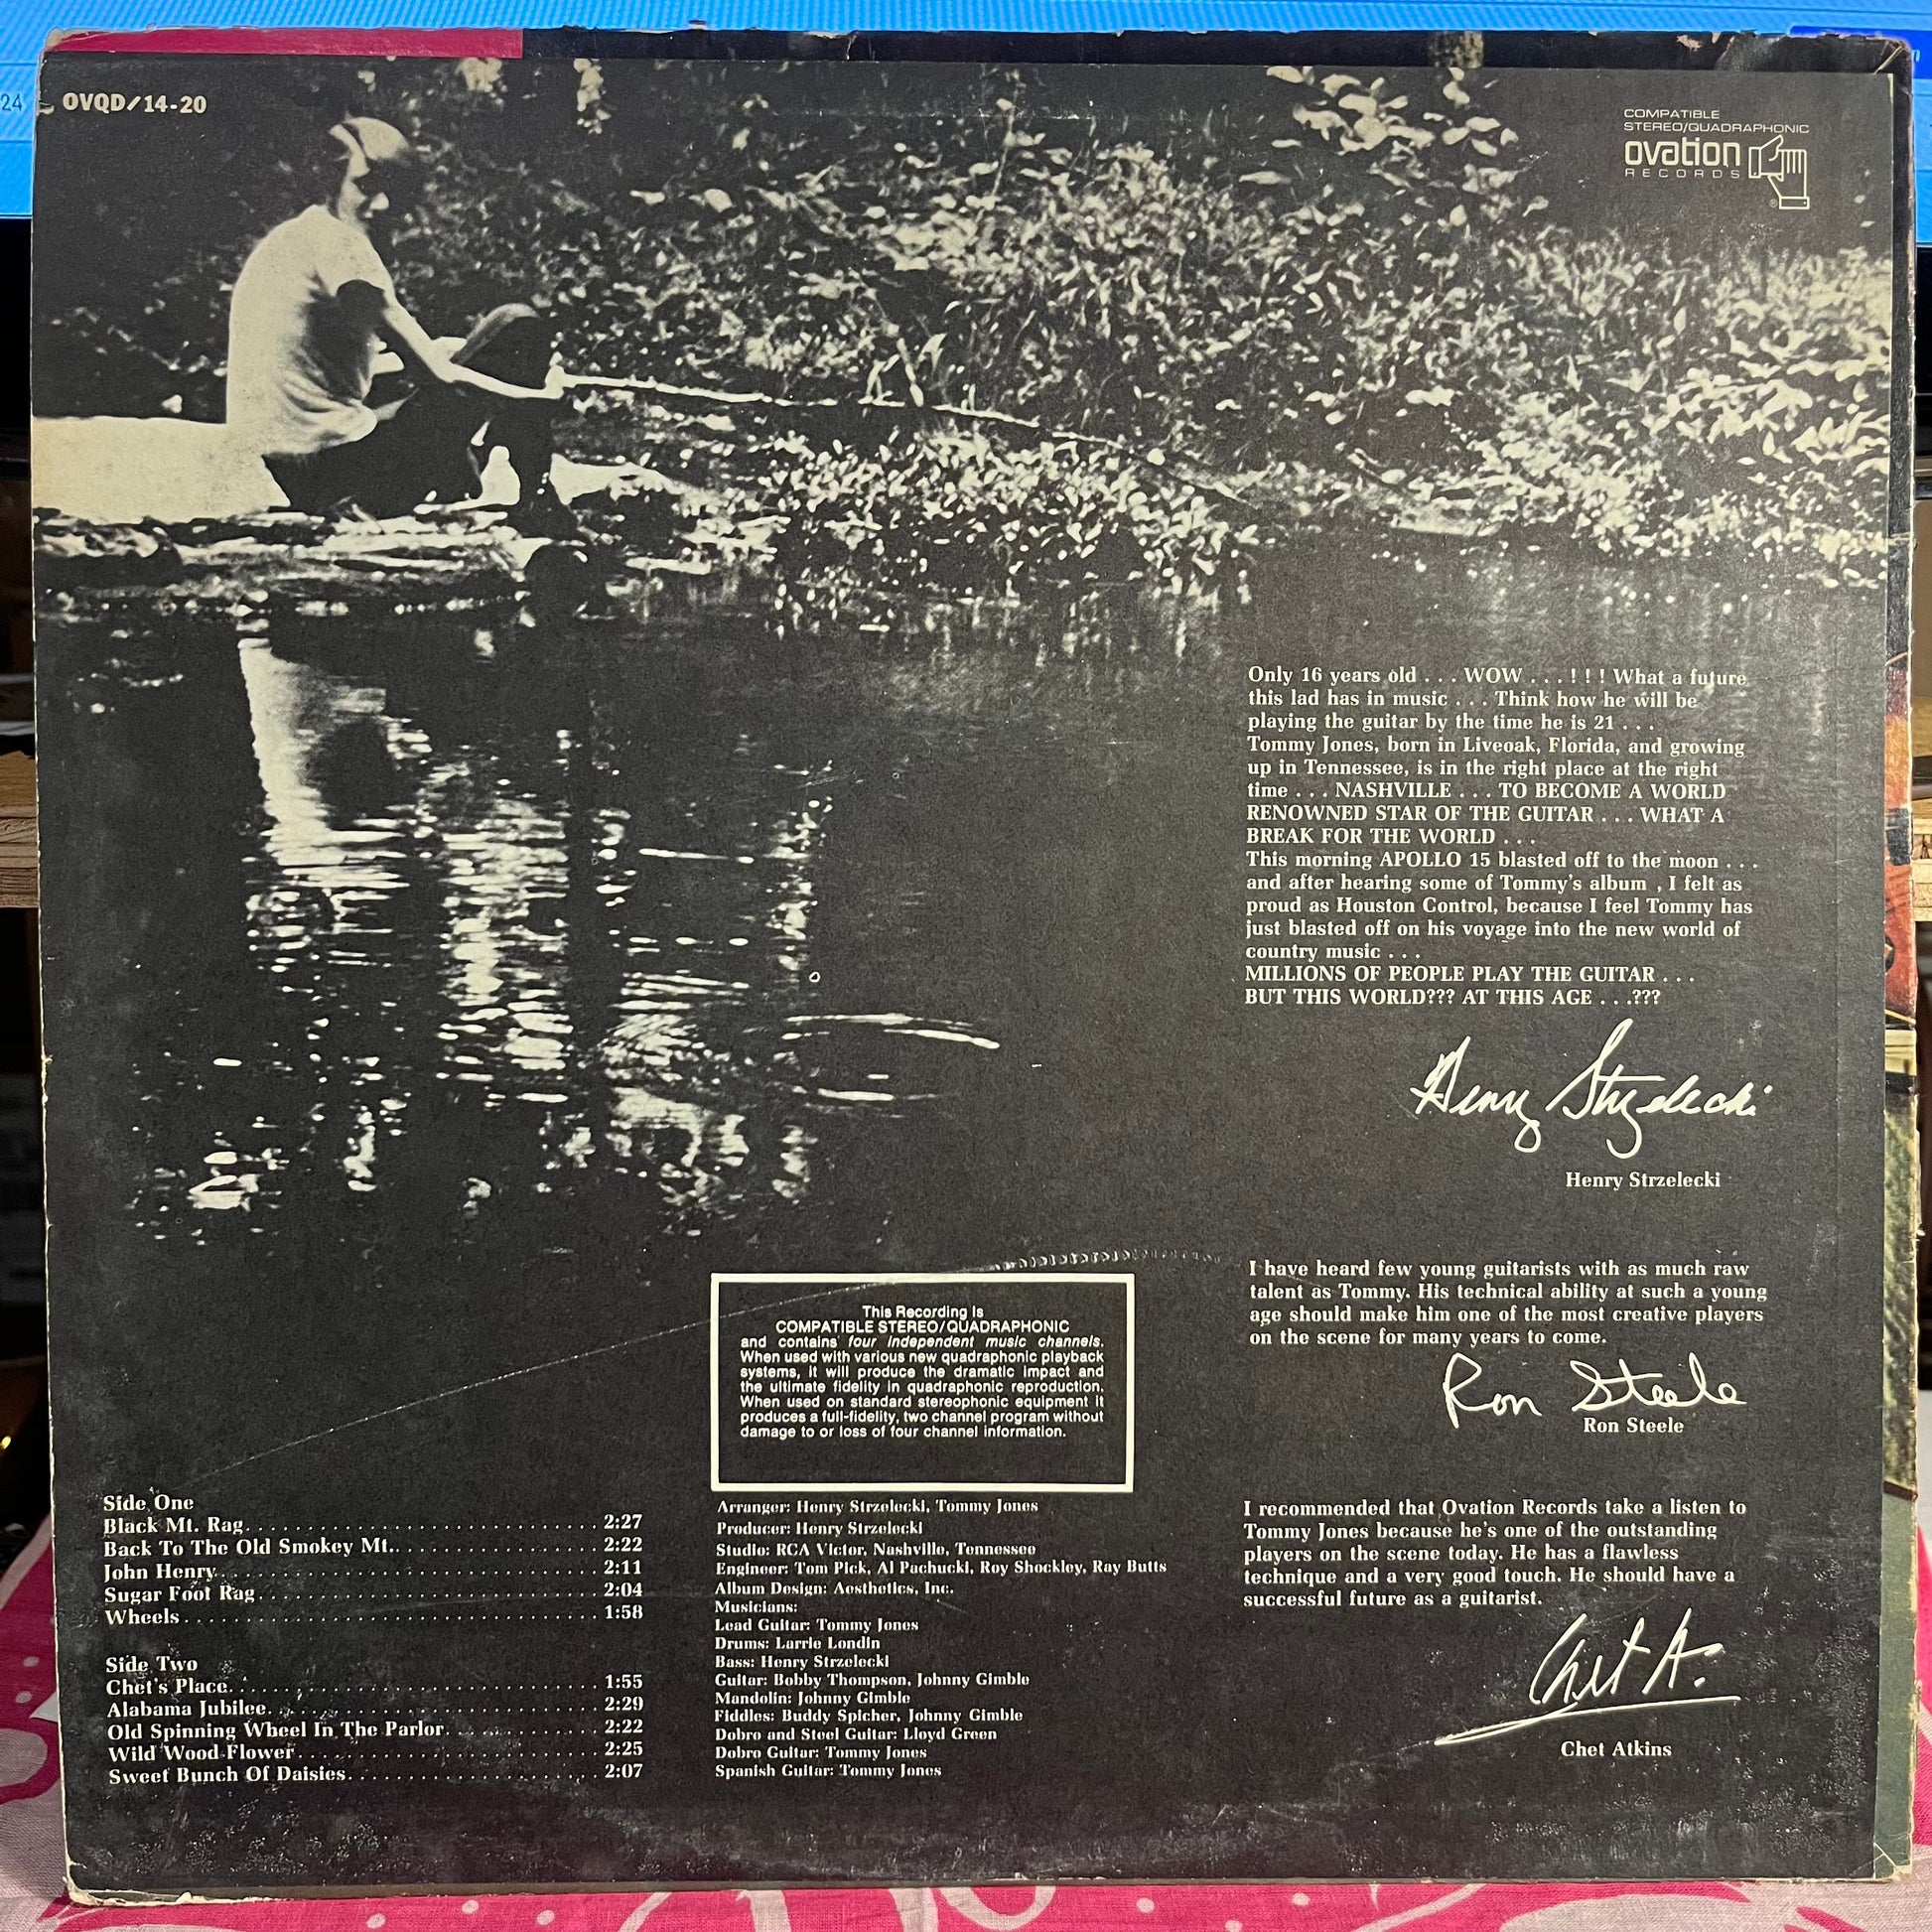 24
OVQD/14-20
COMPATIBLE
STEREO/QUADRAPHONIC
ovation
RECORDS
®
Only 16 years old . . . WOW . . . ! ! ! What a future
this lad has in music . . . Think how he will be
playing the guitar by the time he is 21 . . .
Tommy Jones, born in Liveoak, Florida, and growing
up in Tennessee, is in the right place at the right
time . . . NASHVILLE . . . TO BECOME A WORLD
RENOWNED STAR OF THE GUITAR . . . WHAT A
BREAK FOR THE WORLD . . .
This morning APOLLO 15 blasted off to the moon . . .
and after hearing some of Tommy's album , I felt as
proud as Houston Control, because I feel Tommy has
just blasted off on his voyage into the new world of
country music . . .
MILLIONS OF PEOPLE PLAY THE GUITAR . . .
BUT THIS WORLD??? AT THIS AGE . . .???
Henry Strzelecki
Henry Strzelecki
I have heard few young guitarists with as much raw
talent as Tommy. His technical ability at such a young
age should make him one of the most creative players
on the scene for many years to come.
Ron Steele
Ron Steele
I recommended that Ovation Records take a listen to
Tommy Jones because he's one of the outstanding
players on the scene today. He has a flawless
technique and a very good touch. He should have a
successful future as a guitarist.
Chet A.
Chet Atkins
This Recording Is
COMPATIBLE STEREO/QUADRAPHONIC
and contains four independent music channels.
When used with various new quadraphonic playback
systems, it will produce the dramatic impact and
the ultimate fidelity in quadraphonic reproduction.
When used on standard stereophonic equipment it
produces a full-fidelity, two channel program without
damage to or loss of four channel information.
Arranger: Henry Strzelecki, Tommy Jones
Producer: Henry Strzelecki
Studio: RCA Victor, Nashville, Tennessee
Engineer: Tom Pick, Al Pachucki, Roy Shockley, Ray Butts
Album Design: Aesthetics, Inc.
Musicians:
Lead Guitar: Tommy Jones
Drums: Larrie Londin
Bass: Henry Strzelecki
Guitar: Bobby Thompson, Johnny Gimble
Mandolin: Johnny Gimble
Fiddles: Buddy Spicher, Johnny Gimble
Dobro and Steel Guitar: Lloyd Green
Dobro Guitar: Tommy Jones
Spanish Guitar: Tommy Jones
Side One
Black Mt. Rag. . . . . . . . . . . . . . . . . . . . . . . . . . . . 2:27
Back To The Old Smokey Mt.. . . . . . . . . . . . . . . . . 2:22
John Henry. . . . . . . . . . . . . . . . . . . . . . . . . . . . . . 2:11
Sugar Foot Rag . . . . . . . . . . . . . . . . . . . . . . . . . . . 2:04
Wheels . . . . . . . . . . . . . . . . . . . . . . . . . . . . . . . . . 1:58
Side Two
Chet's Place. . . . . . . . . . . . . . . . . . . . . . . . . . . . . . 1:55
Alabama Jubilee. . . . . . . . . . . . . . . . . . . . . . . . . . 2:29
Old Spinning Wheel In The Parlor. . . . . . . . . . . . . 2:22
Wild Wood Flower . . . . . . . . . . . . . . . . . . . . . . . . 2:25
Sweet Bunch Of Daisies. . . . . . . . . . . . . . . . . . . . 2:07